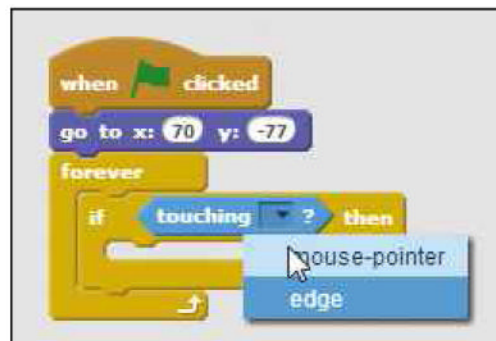 when clicked
go to x: 70 y: -77
forever
if touching ? then
mouse-pointer
edge